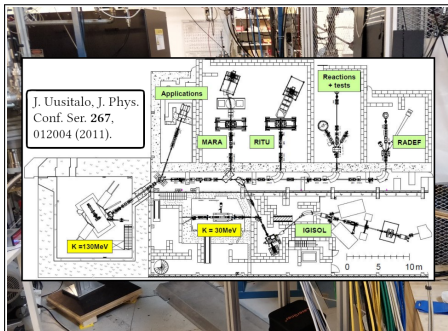 J. Uusitalo, J. Phys.
Conf. Ser. 267,
012004 (2011).
Applications
Reactions
+ tests
MARA
RITU
RADEF
K =130MeV
K = 30MeV
IGISOL
0 5 10m